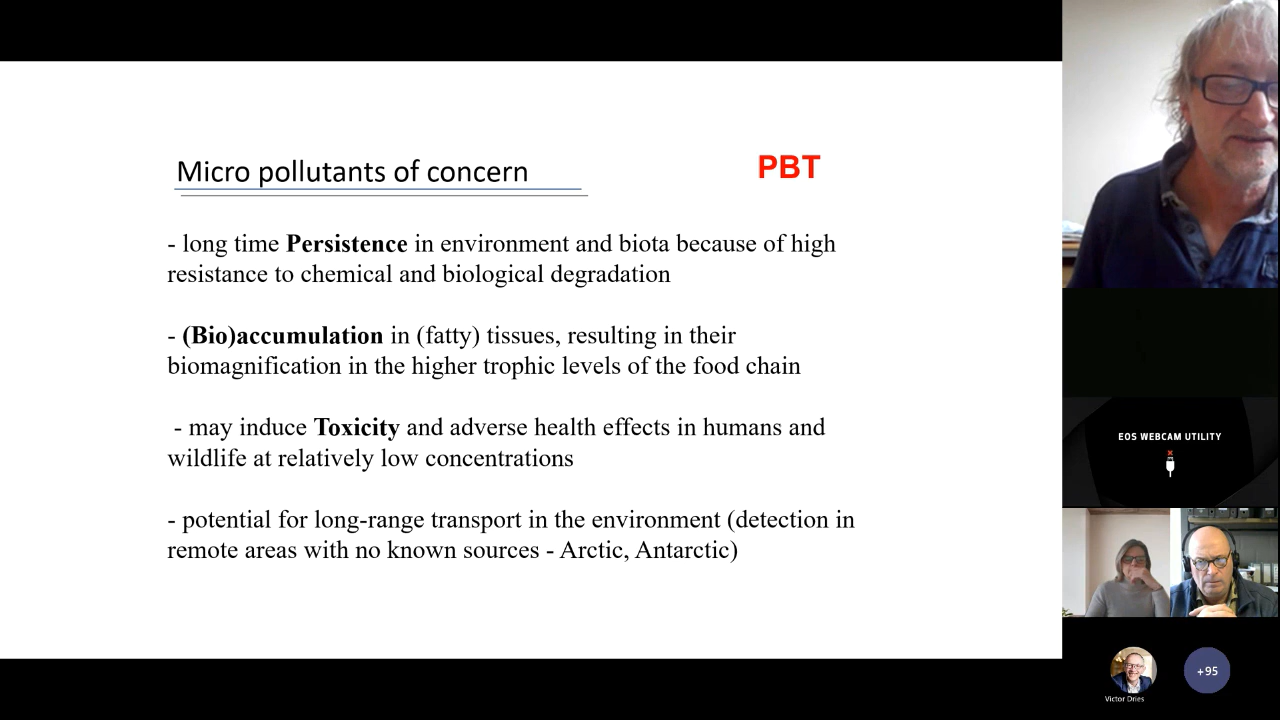 Micro pollutants of concern
PBT
- long time Persistence in environment and biota because of high
resistance to chemical and biological degradation
- (Bio)accumulation in (fatty) tissues, resulting in their
biomagnification in the higher trophic levels of the food chain
- may induce Toxicity and adverse health effects in humans and
wildlife at relatively low concentrations
- potential for long-range transport in the environment (detection in
remote areas with no known sources - Arctic, Antarctic)
EOS WEBCAM UTILITY
Victor Dries
+95